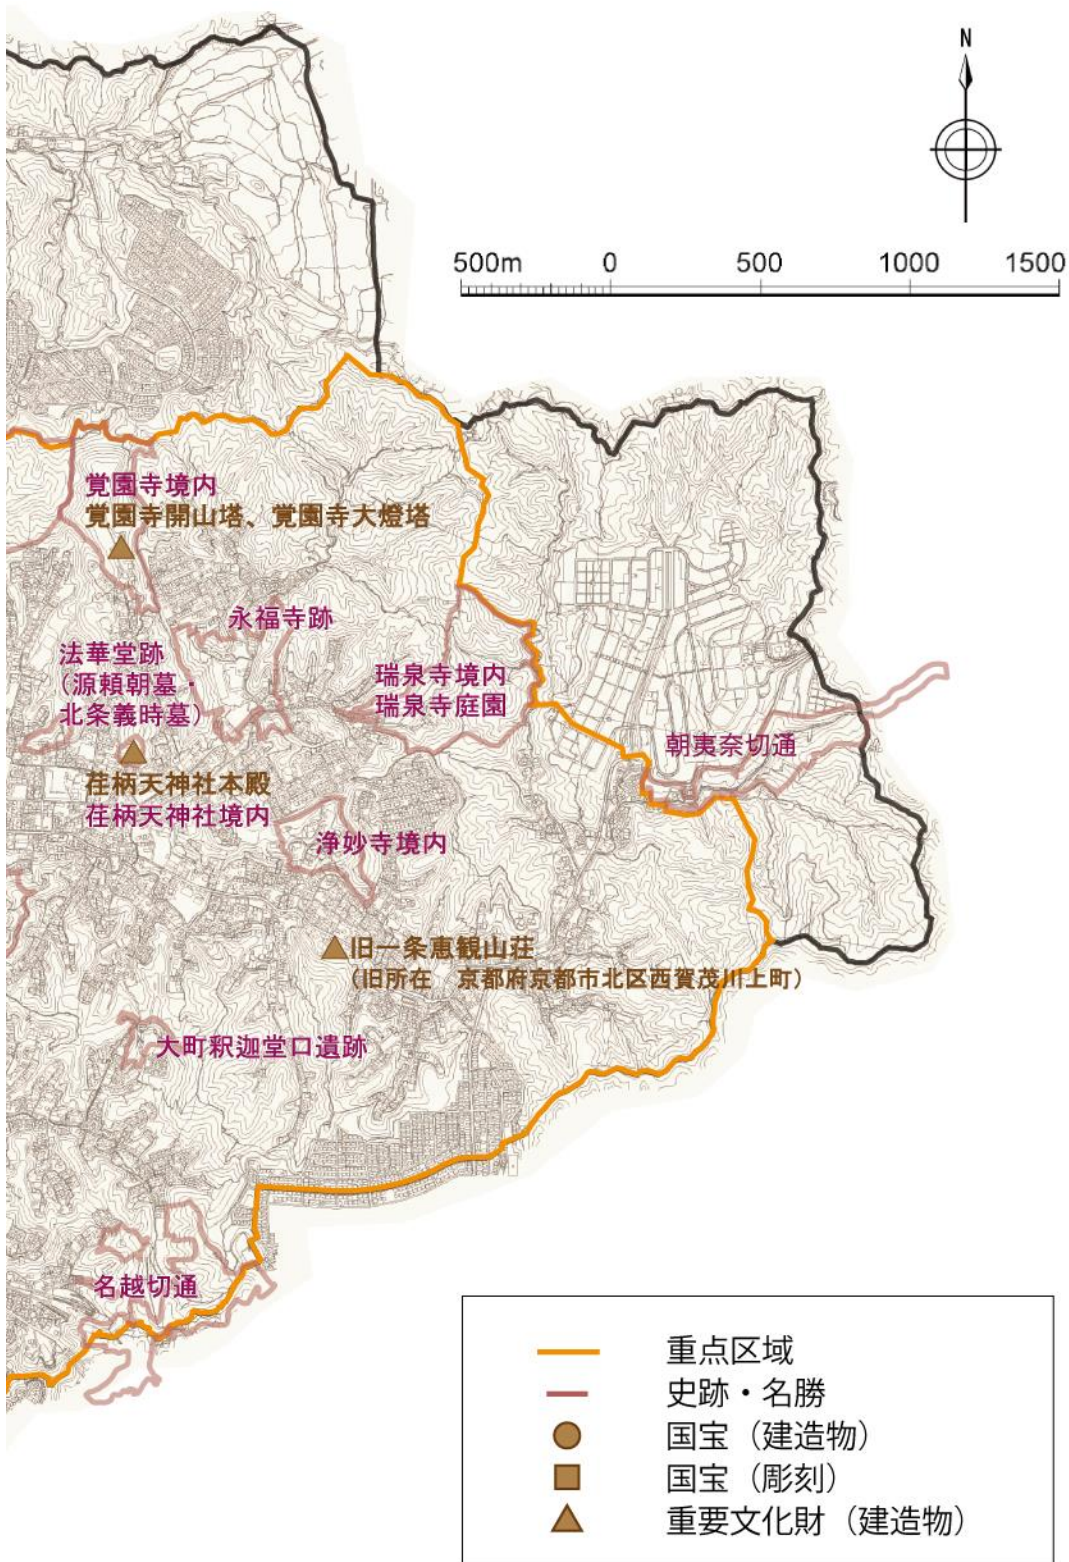 N
500m 0 500 1000 1500
覚園寺境内
覚園寺開山塔、覚園寺大燈塔
永福寺跡
法華堂跡
(源頼朝墓・
北条義時墓)
瑞泉寺境内
瑞泉寺庭園
朝夷奈切通
荏柄天神社本殿
荏柄天神社境内
浄妙寺境内
旧一条恵観山荘
(旧所在 京都府京都市北区西賀茂川上町)
大町釈迦堂口遺跡
名越切通
重点区域
史跡・名勝
国宝(建造物)
国宝(彫刻)
重要文化財(建造物)